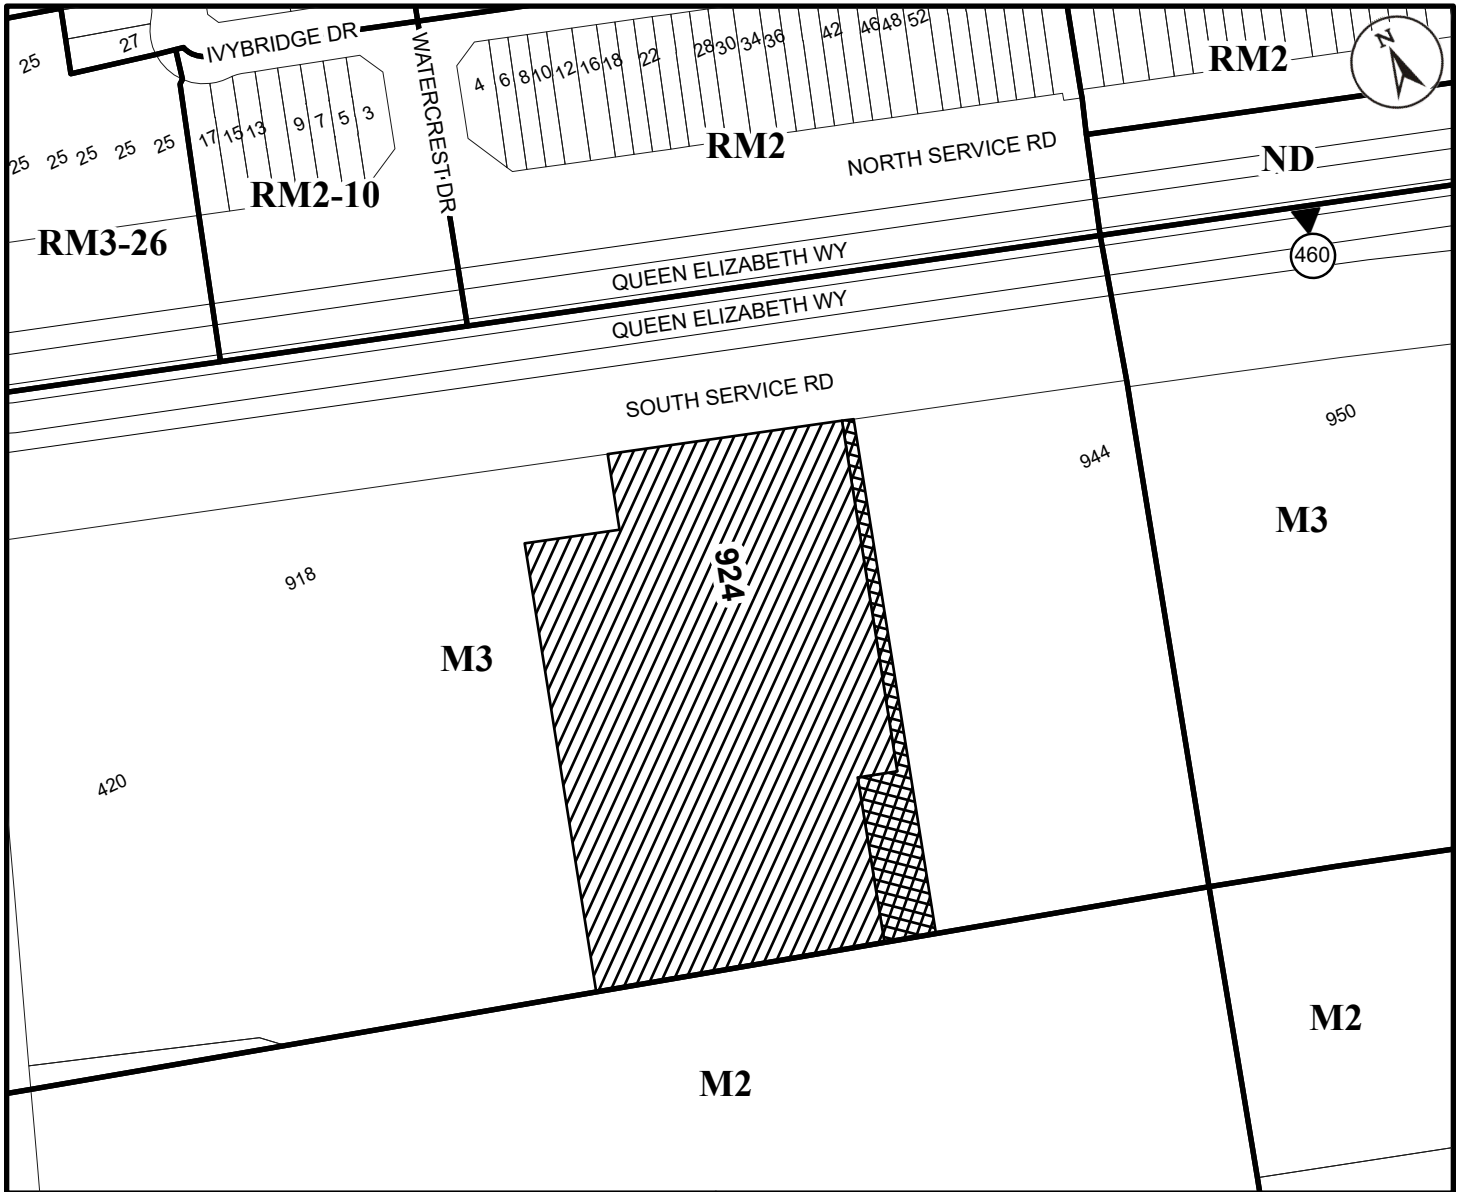 IVYBRIDGE DR
27
25
WATERCREST DR
4 6 8 10 12 16 18 22 28 30 34 36 42 46 48 52
RM2
N
25 25 25 25 25
17 15 13 9 7 5 3
RM2
NORTH SERVICE RD
ND
RM2-10
RM3-26
460
QUEEN ELIZABETH WY
QUEEN ELIZABETH WY
SOUTH SERVICE RD
950
944
M3
918
924
M3
420
M2
M2